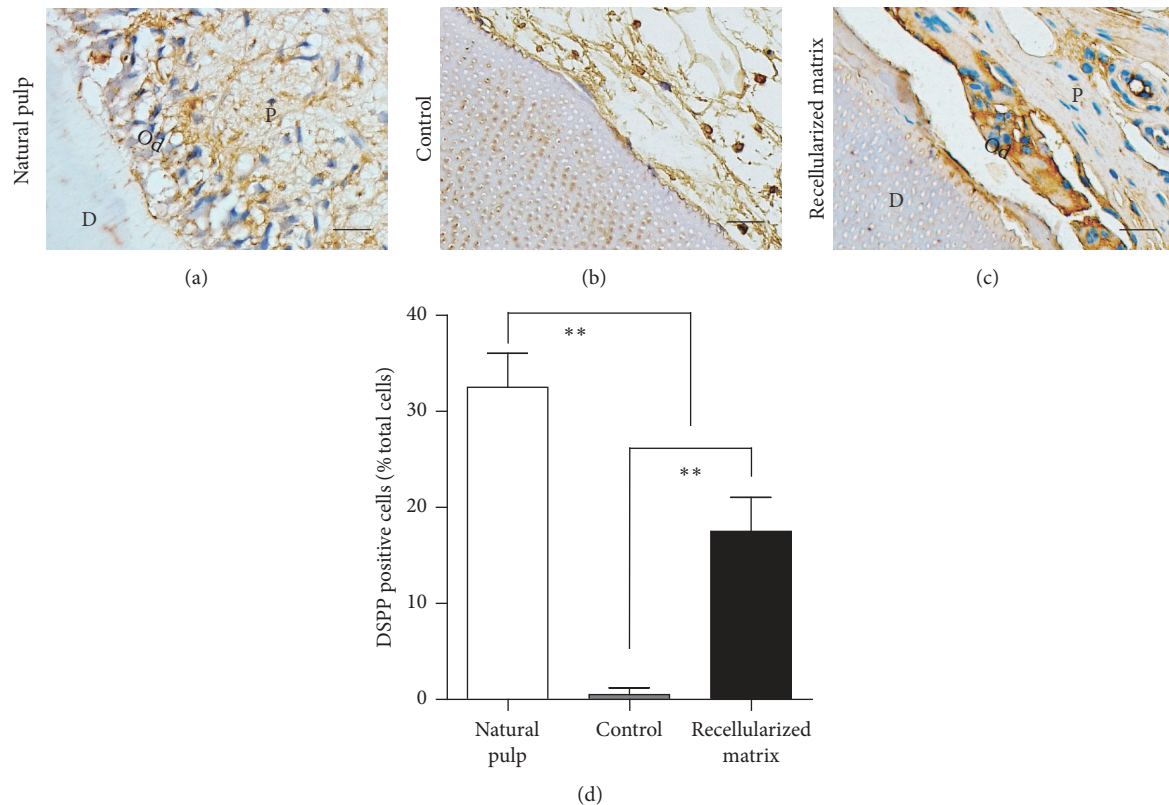 Natural pulp
D
Od
P
(a)
Control
(b)
Recellularized matrix
D
Od
P
(c)
DSPP positive cells (% total cells)
40
30
20
10
0
**
**
Natural
pulp
Control
Recellularized
matrix
(d)